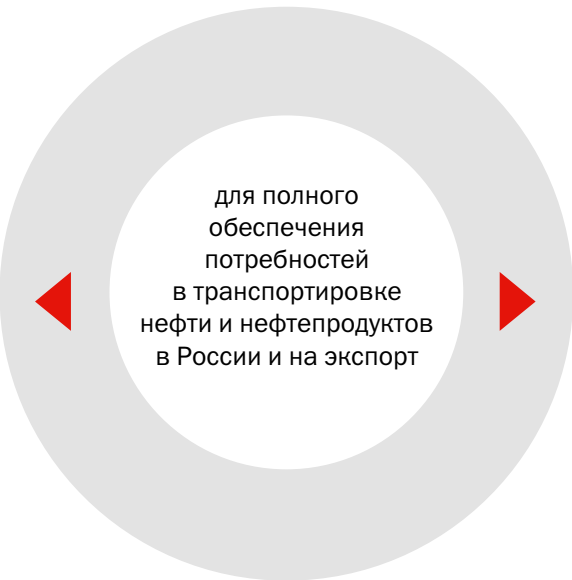 для полного
обеспечения
потребностей
в транспортировке
нефти и нефтепродуктов
в России и на экспорт